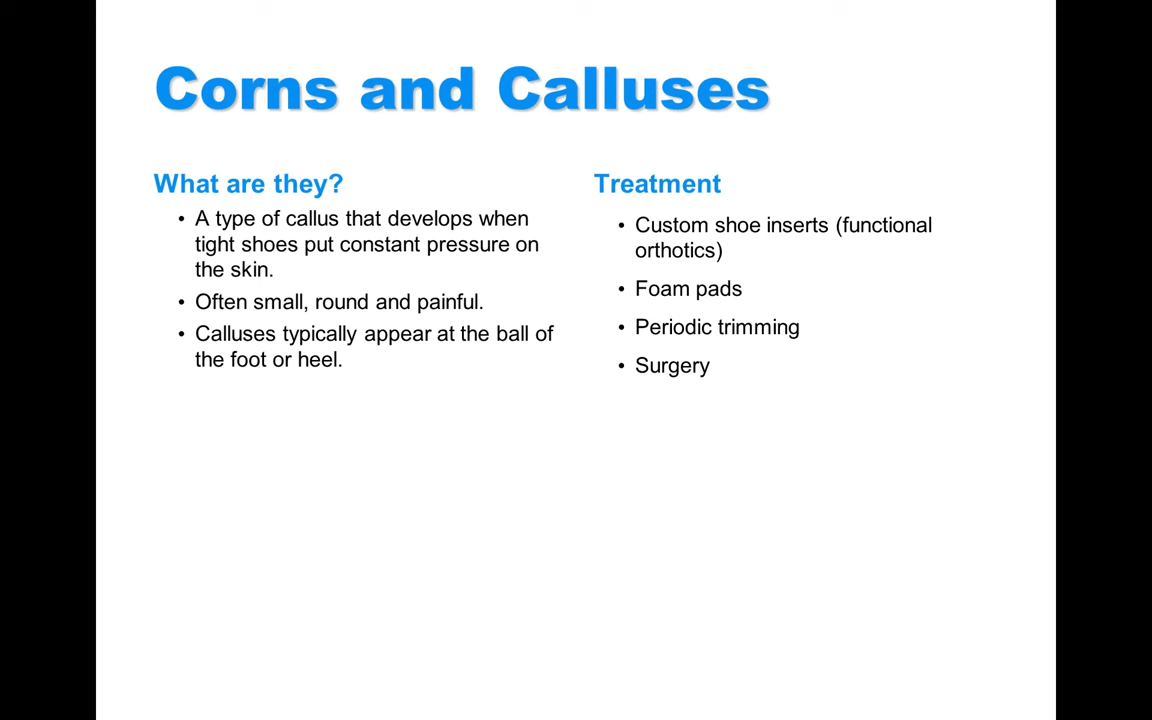 Corns and Calluses
What are they?
• A type of callus that develops when
tight shoes put constant pressure on
the skin.
• Often small, round and painful.
• Calluses typically appear at the ball of
the foot or heel.
Treatment
• Custom shoe inserts (functional
orthotics)
• Foam pads
• Periodic trimming
• Surgery